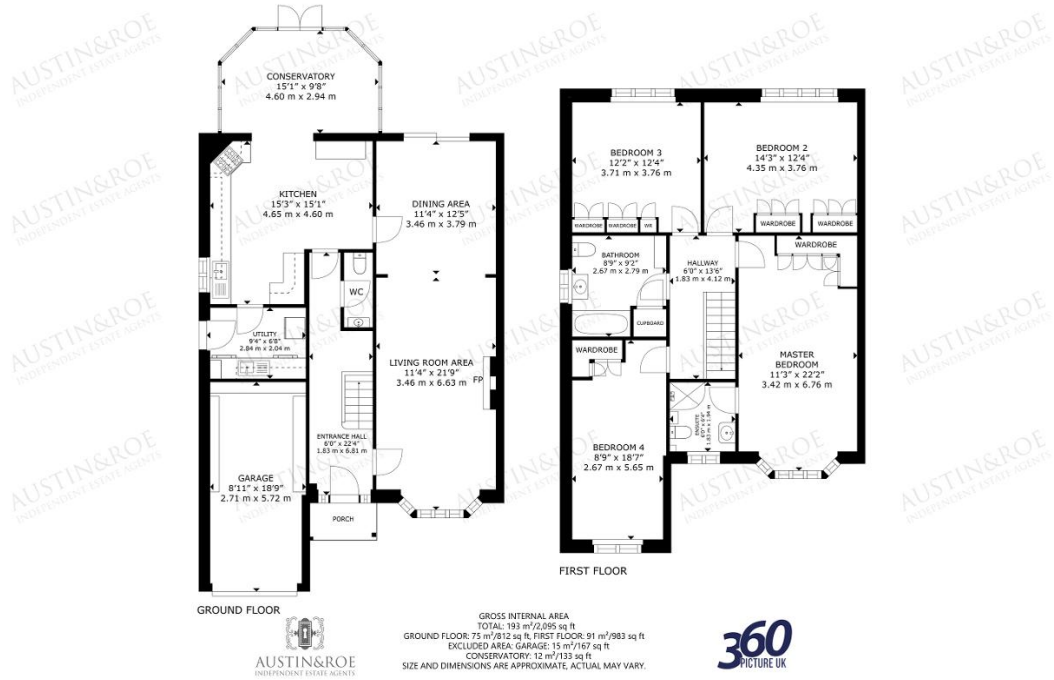 CONSERVATORY
15'1" x 9'8"
4.60 m x 2.94 m
KITCHEN
15'3" x 15'1"
4.65 m x 4.60 m
DINING AREA
11'4" x 12'5"
3.46 m x 3.79 m
WC
UTILITY
9'4" x 6'8"
2.84 m x 2.04 m
LIVING ROOM AREA
11'4" x 21'9"
3.46 m x 6.63 m
FP
ENTRANCE HALL
6'0" x 22'4"
1.83 m x 6.81 m
GARAGE
8'11" x 18'9"
2.71 m x 5.72 m
PORCH
GROUND FLOOR
BEDROOM 3
12'2" x 12'4"
3.71 m x 3.76 m
BEDROOM 2
14'3" x 12'4"
4.35 m x 3.76 m
WARDROBE
WARDROBE
WR
WARDROBE
WARDROBE
BATHROOM
8'9" x 9'2"
2.67 m x 2.79 m
HALLWAY
6'0" x 13'6"
1.83 m x 4.12 m
WARDROBE
CUPBOARD
WARDROBE
MASTER
BEDROOM
11'3" x 22'2"
3.42 m x 6.76 m
ENSUITE
6'0" x 6'4"
1.83 m x 1.94 m
BEDROOM 4
8'9" x 18'7"
2.67 m x 5.65 m
FIRST FLOOR
GROSS INTERNAL AREA
TOTAL: 193 m²/2,095 sq ft
GROUND FLOOR: 75 m²/812 sq ft, FIRST FLOOR: 91 m²/983 sq ft
EXCLUDED AREA: GARAGE: 15 m²/167 sq ft
CONSERVATORY: 12 m²/133 sq ft
SIZE AND DIMENSIONS ARE APPROXIMATE, ACTUAL MAY VARY.
AUSTIN&ROE
INDEPENDENT ESTATE AGENTS
360
PICTURE UK